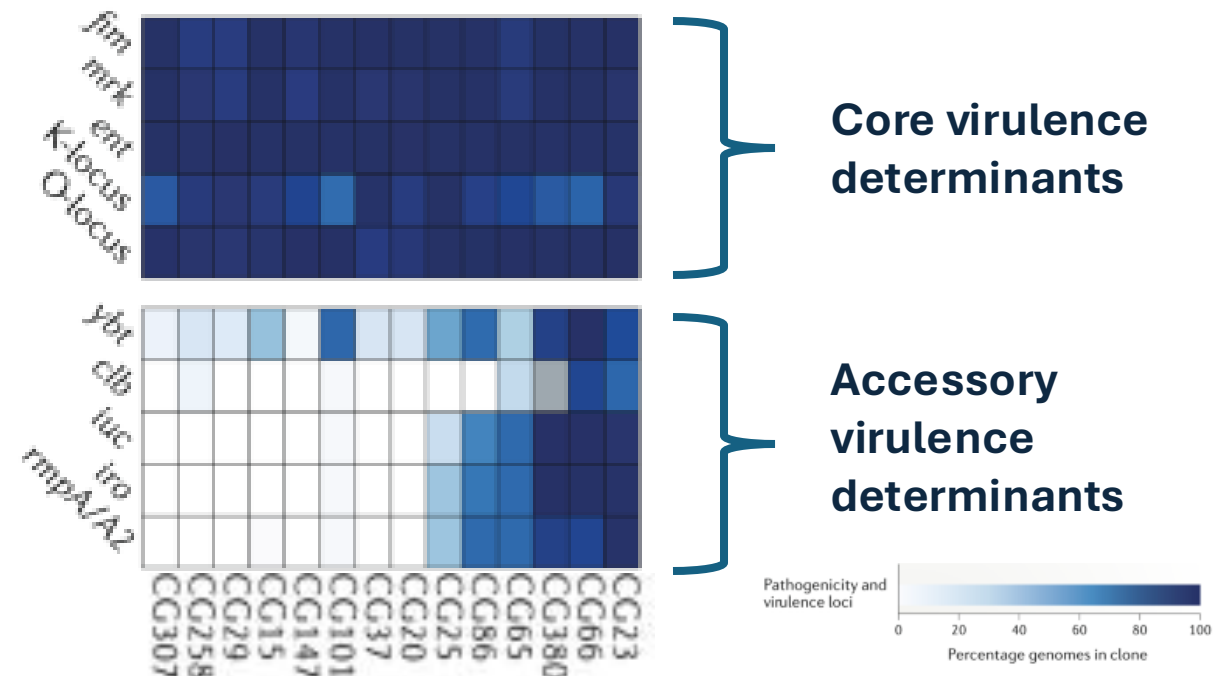 fim
mrk
ent
K-locus
O-locus
Core virulence
determinants
ybt
clb
iuc
iro
rmpA/A2
Accessory
virulence
determinants
CG307
CG258
CG29
CG15
CG147
CG101
CG37
CG20
CG25
CG86
CG65
CG380
CG66
CG23
Pathogenicity and
virulence loci
0 20 40 60 80 100
Percentage genomes in clone